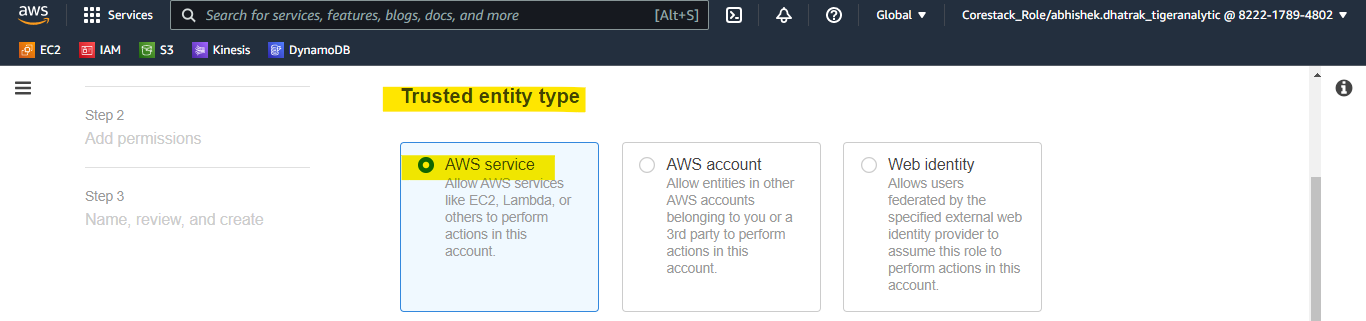 aws
Services
Search for services, features, blogs, docs, and more
[Alt+S]
Global
Corestack_Role/abhishek.dhatrak_tigeranalytic @ 8222-1789-4802
EC2
IAM
S3
Kinesis
DynamoDB
Step 2
Add permissions
Step 3
Name, review, and create
Trusted entity type
AWS service
Allow AWS services
like EC2, Lambda, or
others to perform
actions in this
account.
AWS account
Allow entities in other
AWS accounts
belonging to you or a
3rd party to perform
actions in this
account.
Web identity
Allows users
federated by the
specified external web
identity provider to
assume this role to
perform actions in this
account.